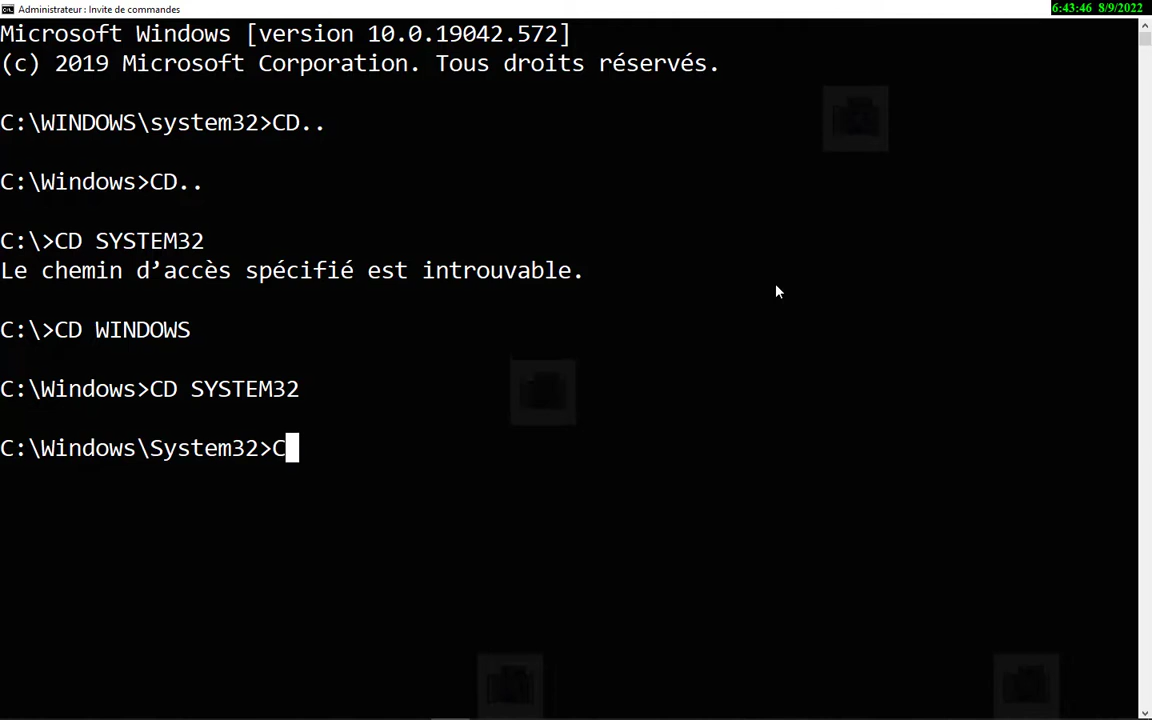 Administrateur : Invite de commandes
6:43:46 8/9/2022
Microsoft Windows [version 10.0.19042.572]
(c) 2019 Microsoft Corporation. Tous droits réservés.
C:\WINDOWS\system32>CD..
C:\Windows>CD..
C:\>CD SYSTEM32
Le chemin d’accès spécifié est introuvable.
C:\>CD WINDOWS
C:\Windows>CD SYSTEM32
C:\Windows\System32>C